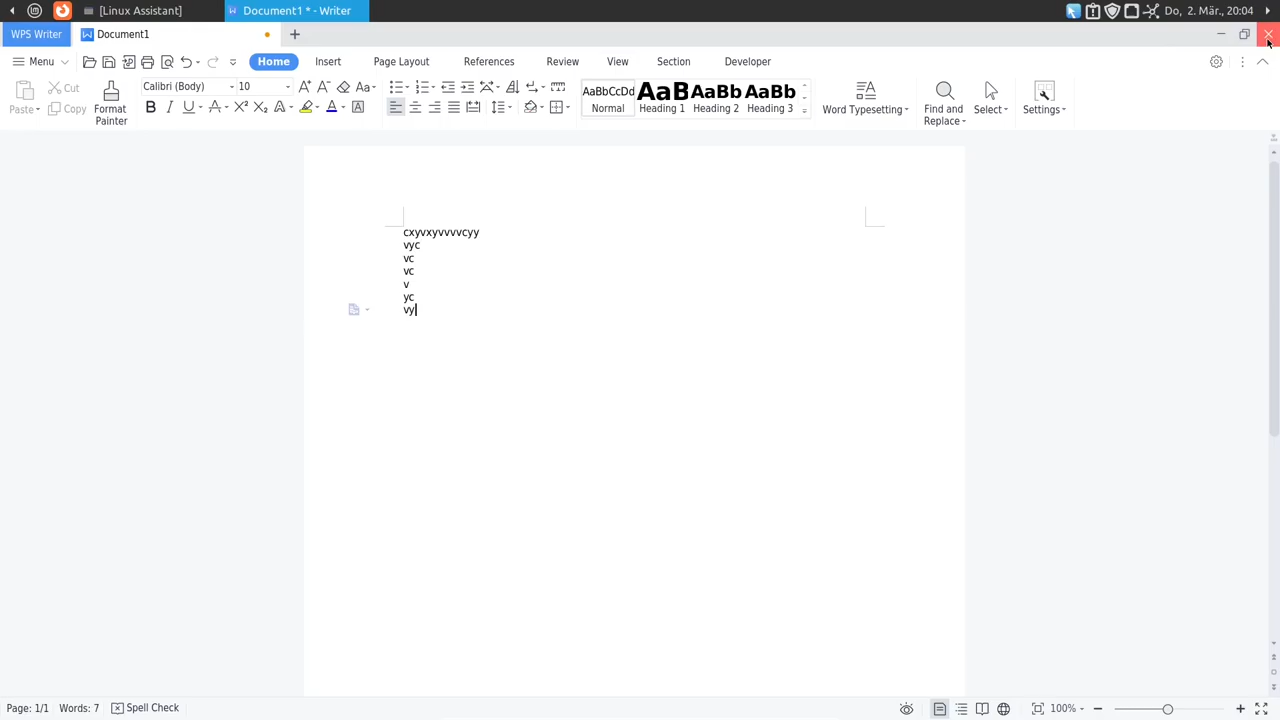 [Linux Assistant]
Document1 * - Writer
Do, 2. Mär., 20:04
WPS Writer
Document1
Menu
Home
Insert
Page Layout
References
Review
View
Section
Developer
Paste
Cut
Copy
Format Painter
Calibri (Body)
10
AaBbCcDd
Normal
AaB
Heading 1
AaBb
Heading 2
AaBb
Heading 3
Word Typesetting
Find and Replace
Select
Settings
cxyvxyvvvvcyy
vyc
vc
vc
v
yc
vy
Page: 1/1
Words: 7
Spell Check
100%